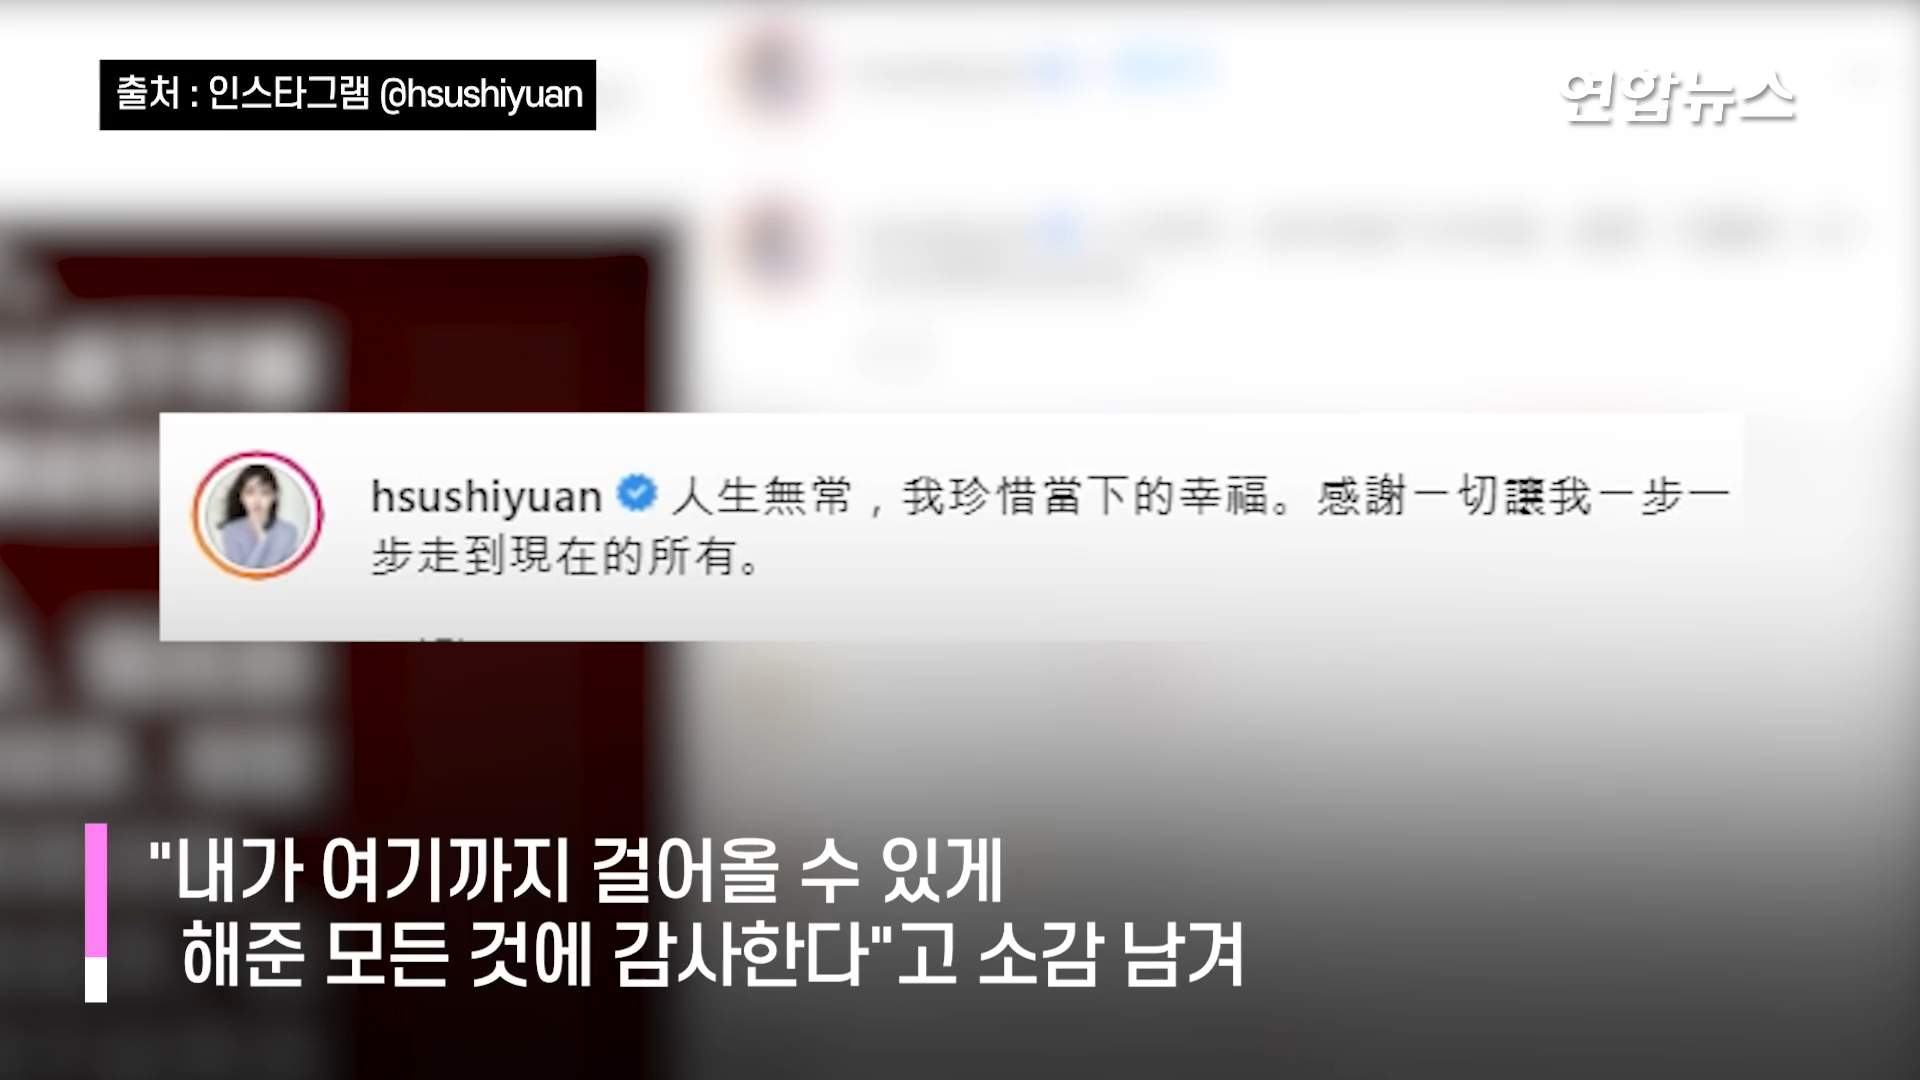 출처 : 인스타그램 @hsushiyuan
연합뉴스
hsushiyuan 人生無常，我珍惜當下的幸福。感謝一切讓我一步一
步走到現在的所有。
"내가 여기까지 걸어올 수 있게
해준 모든 것에 감사한다"고 소감 남겨